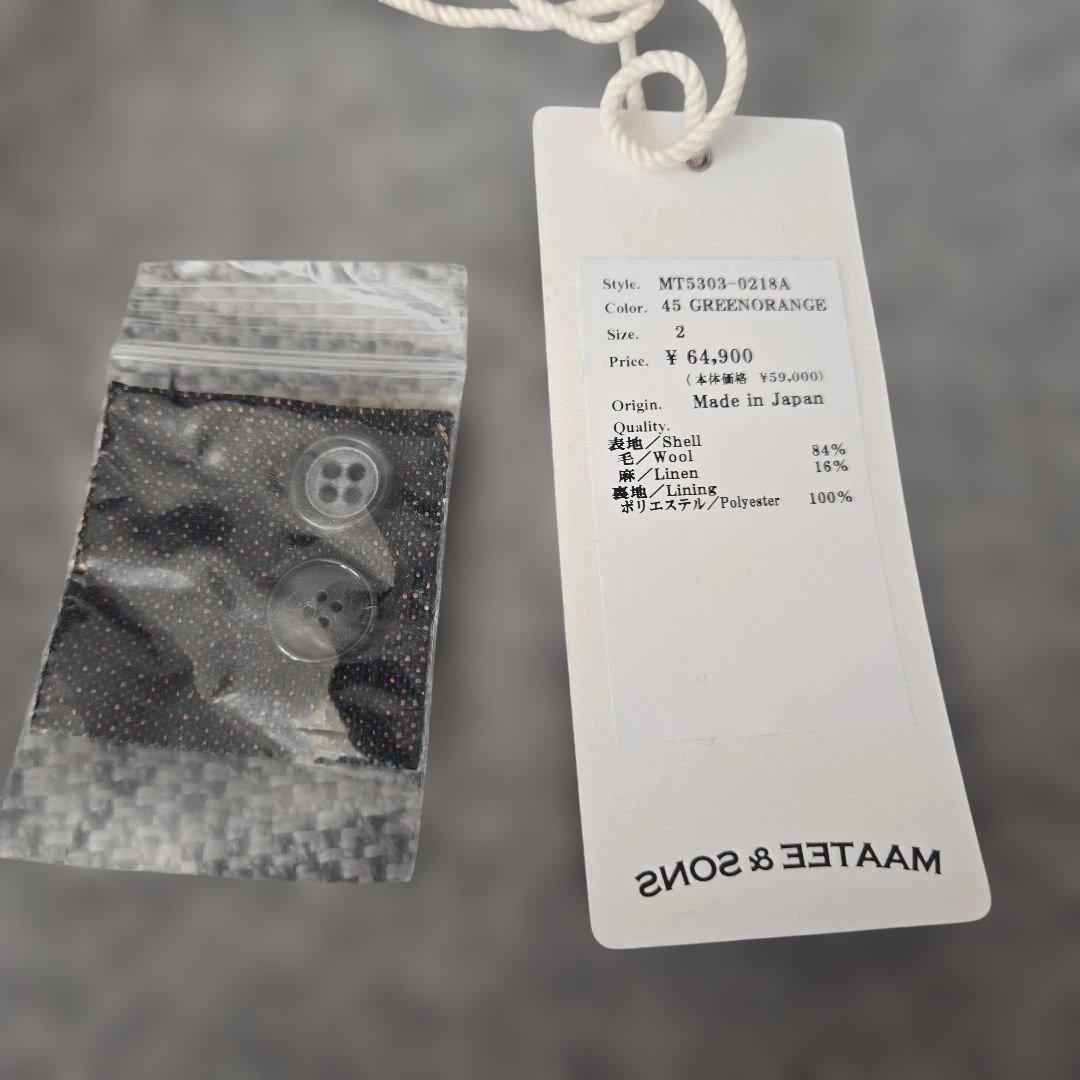 Style. MT5303-0218A
Color. 45 GREENORANGE
Size. 2
Price. ¥ 64,900
(本体価格 ¥59,000)
Origin. Made in Japan
Quality.
表地／Shell
毛／Wool 84%
麻／Linen 16%
裏地／Lining
ポリエステル／Polyester 100%
MAATEE & SONS